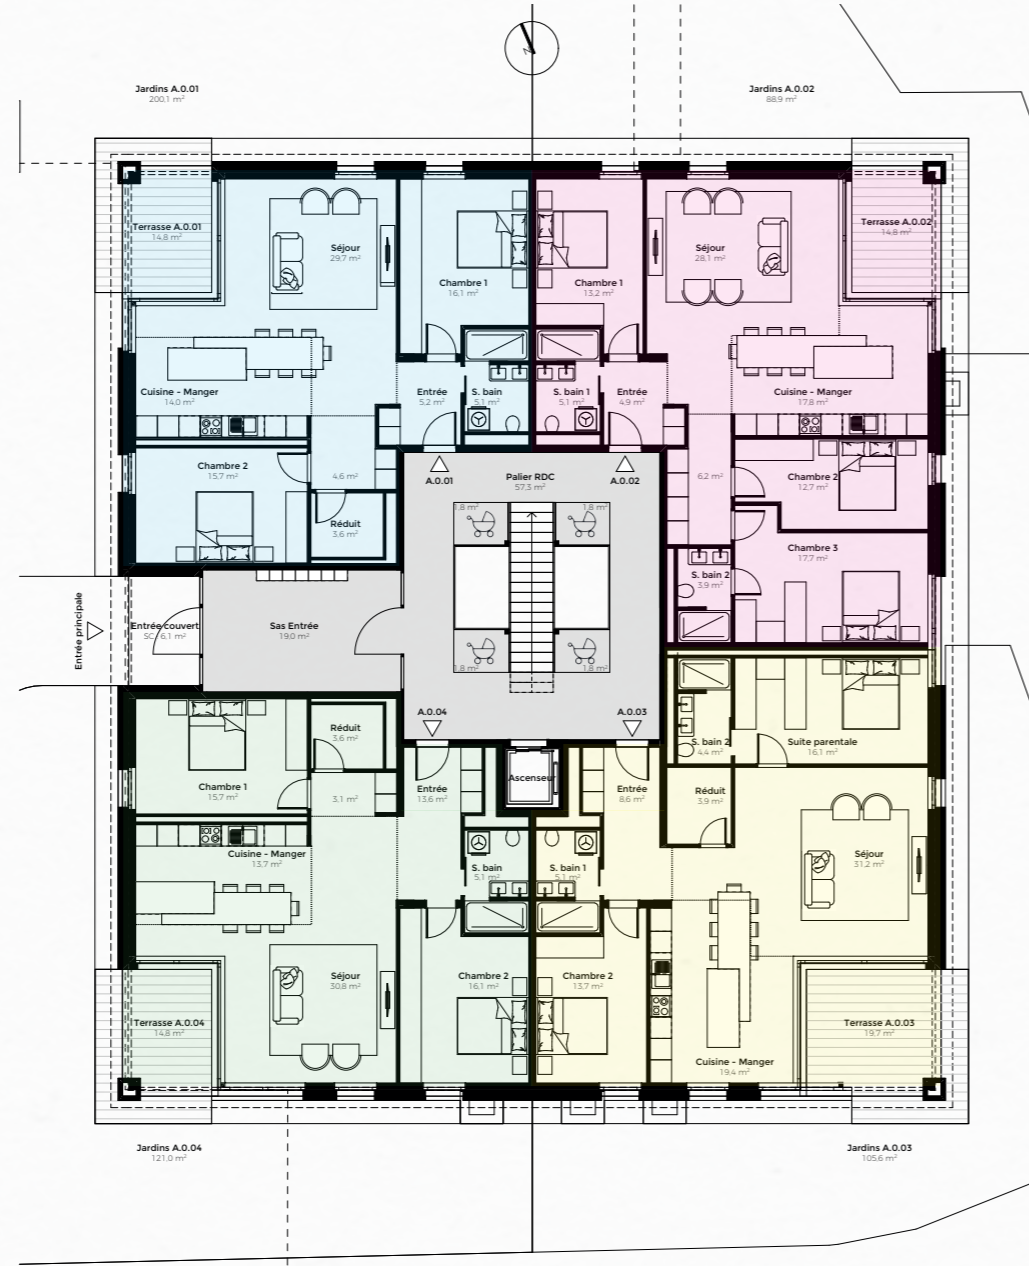 Jardins A.0.01
200,1 m²
Jardins A.0.02
88,9 m²
Terrasse A.0.01
14,8 m²
Séjour
29,7 m²
Chambre 1
16,1 m²
Chambre 1
13,2 m²
Séjour
28,1 m²
Terrasse A.0.02
14,8 m²
Cuisine - Manger
14,0 m²
Entrée
5,2 m²
S. bain
5,1 m²
S. bain 1
5,1 m²
Entrée
4,9 m²
Cuisine - Manger
17,8 m²
Chambre 2
15,7 m²
4,6 m²
A.0.01
Palier RDC
57,3 m²
A.0.02
6,2 m²
Chambre 2
12,7 m²
Réduit
3,6 m²
1,8 m²
1,8 m²
Chambre 3
17,7 m²
S. bain 2
3,9 m²
Entrée principale
Entrée couvert
SC : 6,1 m²
Sas Entrée
19,0 m²
1,8 m²
1,8 m²
A.0.04
A.0.03
Réduit
3,6 m²
S. bain 2
4,4 m²
Suite parentale
16,1 m²
Chambre 1
15,7 m²
3,1 m²
Entrée
13,6 m²
Ascenseur
Entrée
8,6 m²
Réduit
3,9 m²
Cuisine - Manger
13,7 m²
S. bain
5,1 m²
S. bain 1
5,1 m²
Séjour
31,2 m²
Séjour
30,8 m²
Chambre 2
16,1 m²
Chambre 2
13,7 m²
Terrasse A.0.04
14,8 m²
Terrasse A.0.03
19,7 m²
Cuisine - Manger
19,4 m²
Jardins A.0.04
121,0 m²
Jardins A.0.03
105,6 m²